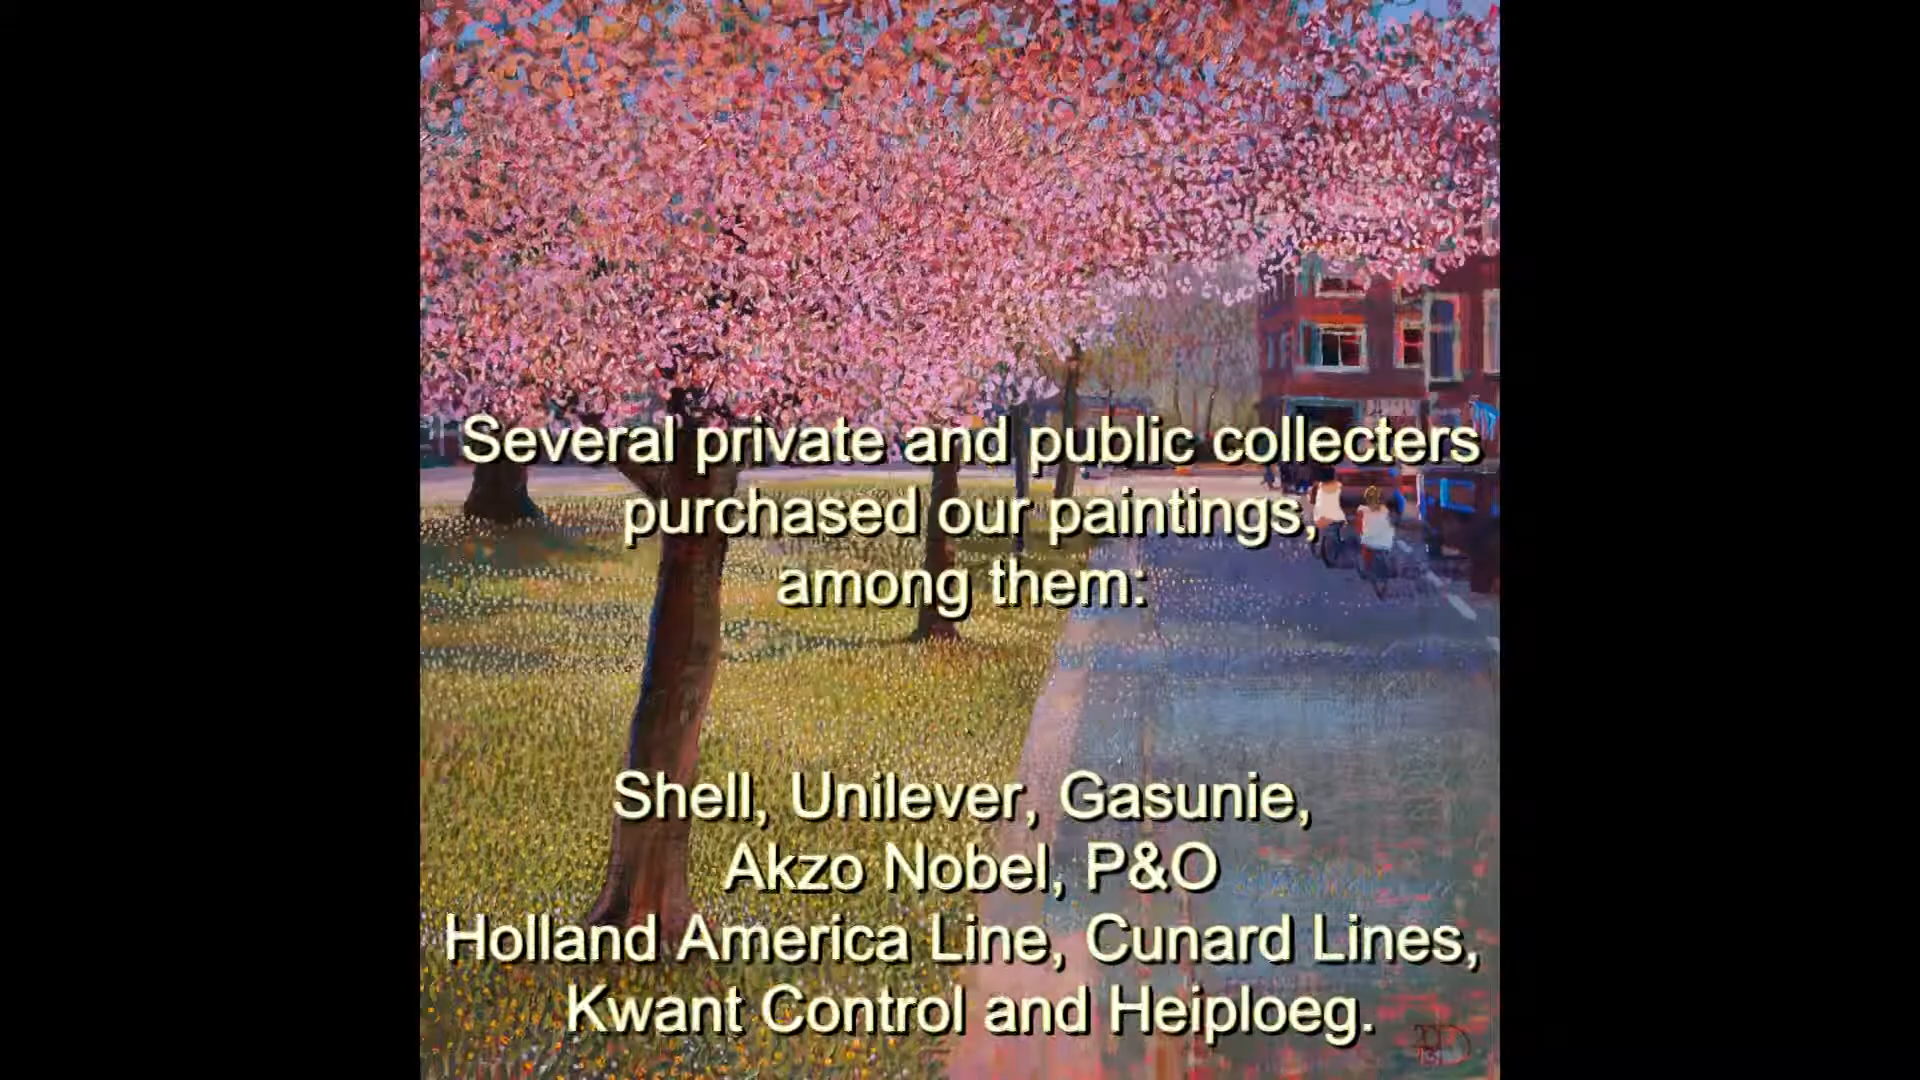 Several private and public collecters
purchased our paintings,
among them:
Shell, Unilever, Gasunie,
Akzo Nobel, P&O
Holland America Line, Cunard Lines,
Kwant Control and Heiploeg.